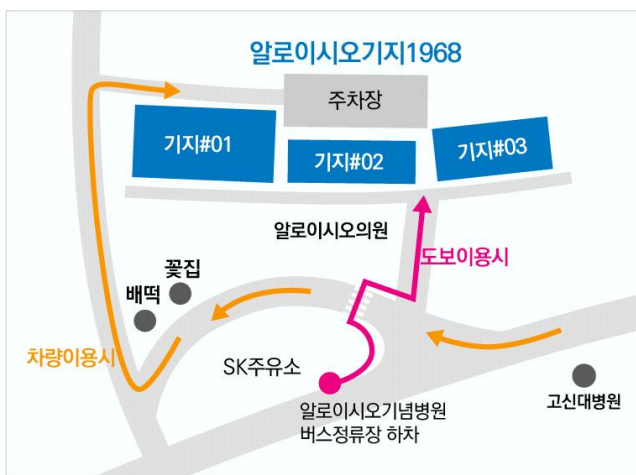 알로이시오기지1968
주차장
기지#01
기지#02
기지#03
알로이시오의원
도보이용시
꽃집
배떡
차량이용시
SK주유소
고신대병원
알로이시오기념병원
버스정류장 하차